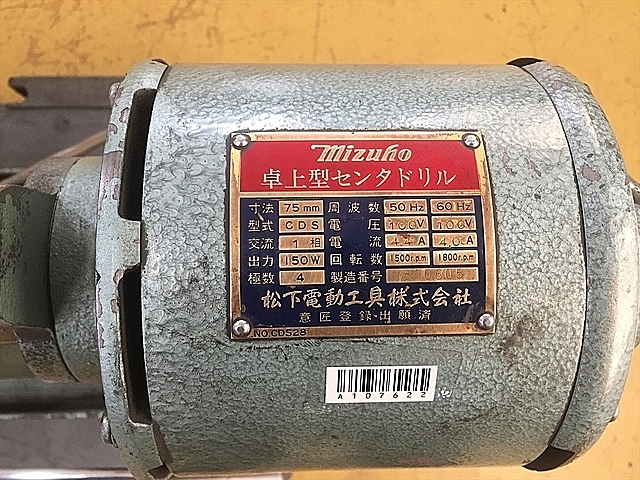 Mizuho
卓上型センタドリル
寸法 75mm 周波数 50Hz 60Hz
型式 CDS 電圧 100V 100V
交流 1相 電流 4.4A 4.0A
出力 150W 回転数 1500r.p.m 1800r.p.m
極数 4 製造番号
松下電動工具株式会社
意匠登録・出願済
NO.CDS28
A107622